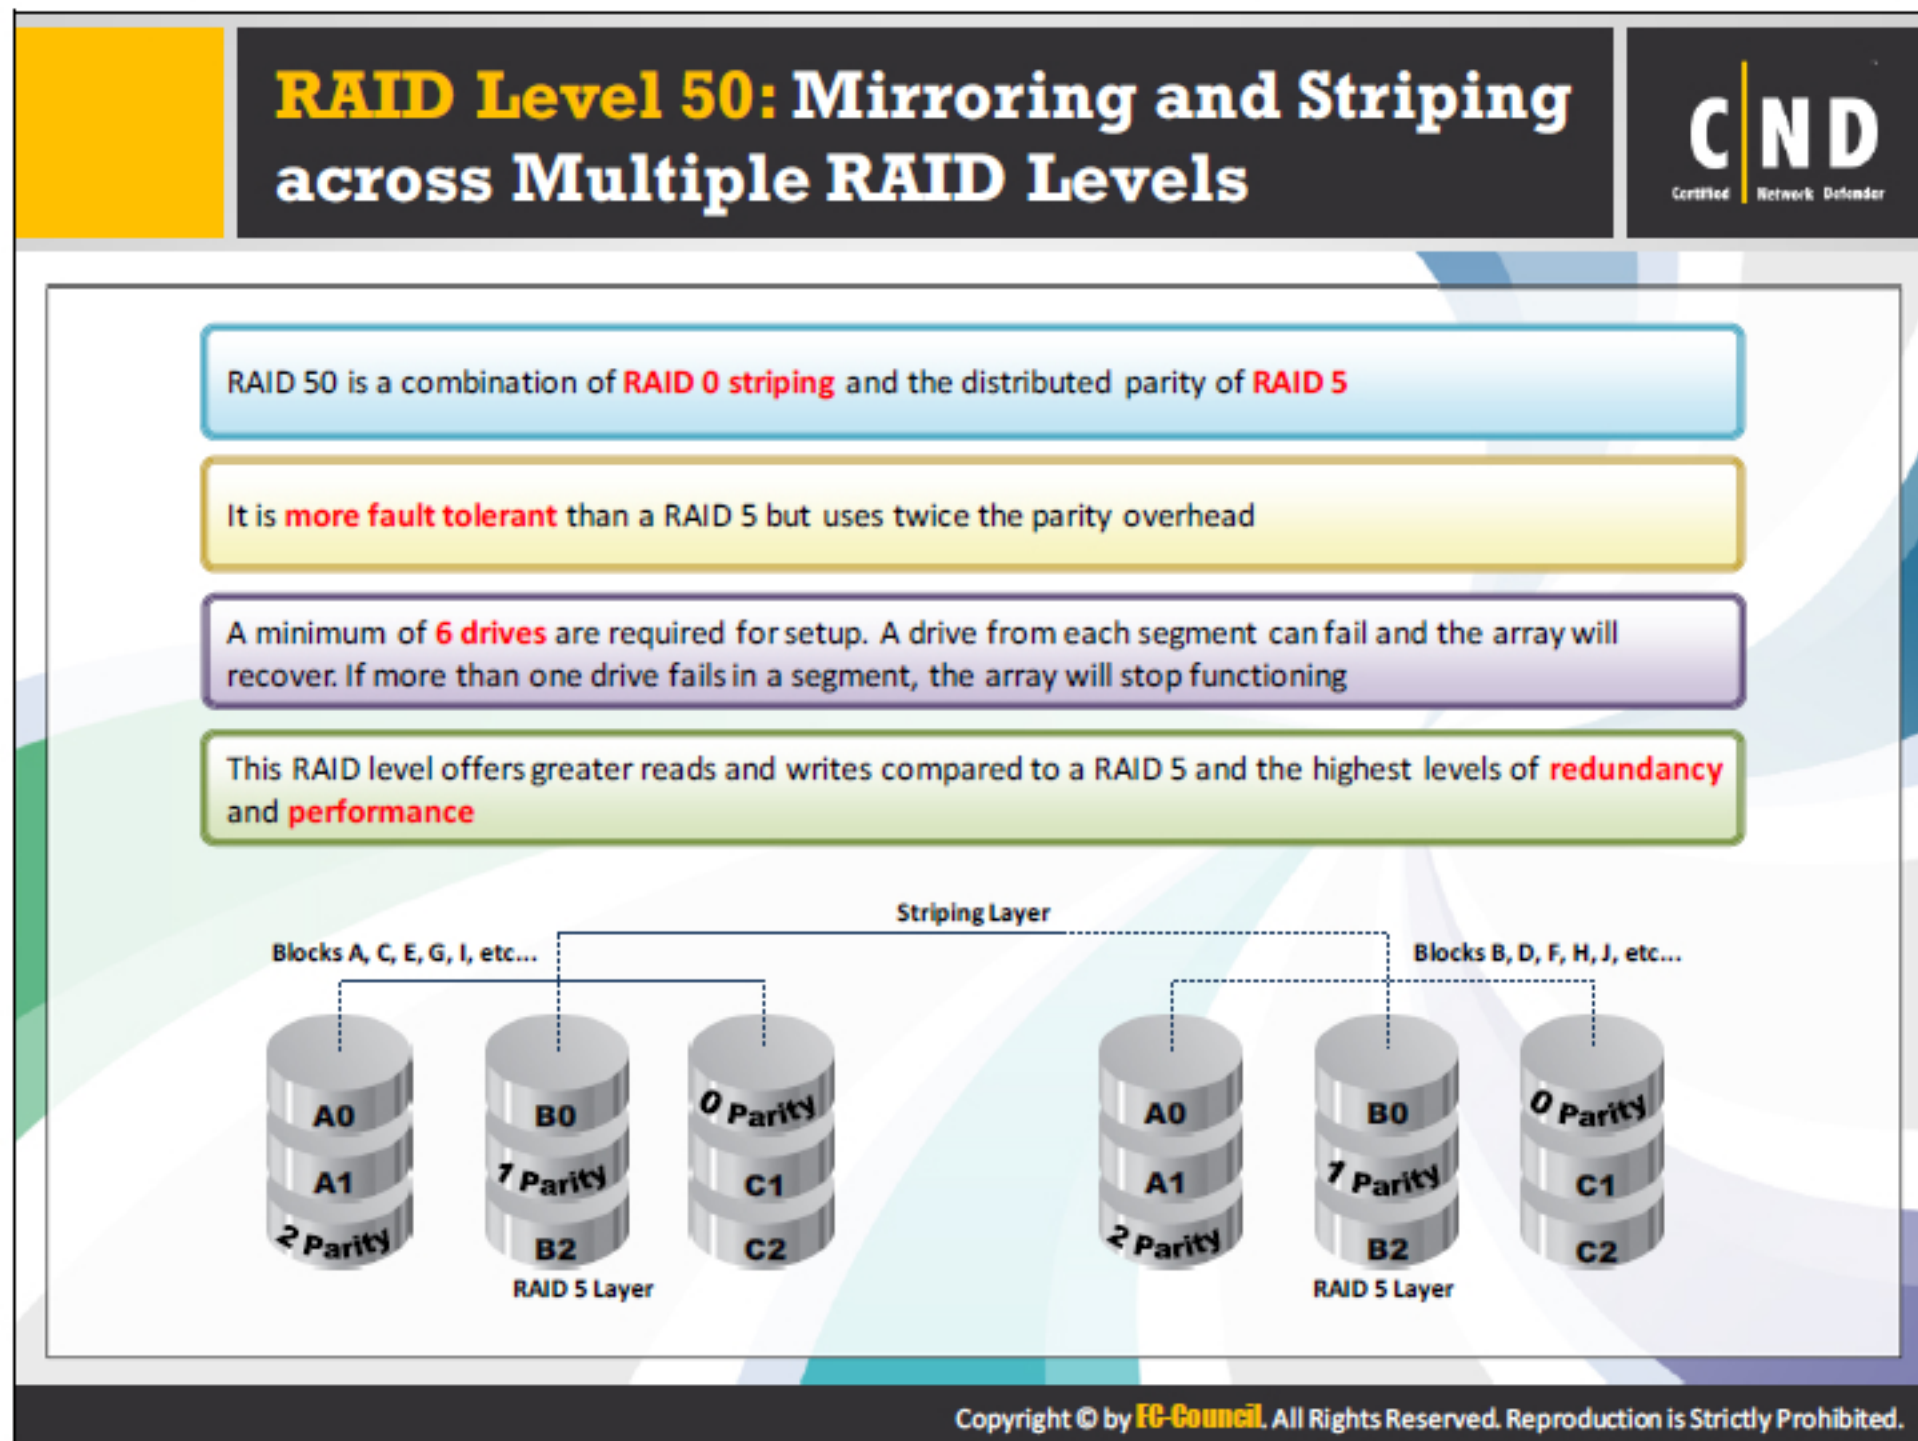 RAID Level 50: Mirroring and Striping
across Multiple RAID Levels
C|ND
Certified Network Defender
RAID 50 is a combination of RAID 0 striping and the distributed parity of RAID 5
It is more fault tolerant than a RAID 5 but uses twice the parity overhead
A minimum of 6 drives are required for setup. A drive from each segment can fail and the array will
recover. If more than one drive fails in a segment, the array will stop functioning
This RAID level offers greater reads and writes compared to a RAID 5 and the highest levels of redundancy
and performance
Striping Layer
Blocks A, C, E, G, I, etc...
Blocks B, D, F, H, J, etc...
A0 B0 0 Parity
A1 1 Parity C1
2 Parity B2 C2
RAID 5 Layer
A0 B0 0 Parity
A1 1 Parity C1
2 Parity B2 C2
RAID 5 Layer
Copyright © by EC-Council. All Rights Reserved. Reproduction is Strictly Prohibited.